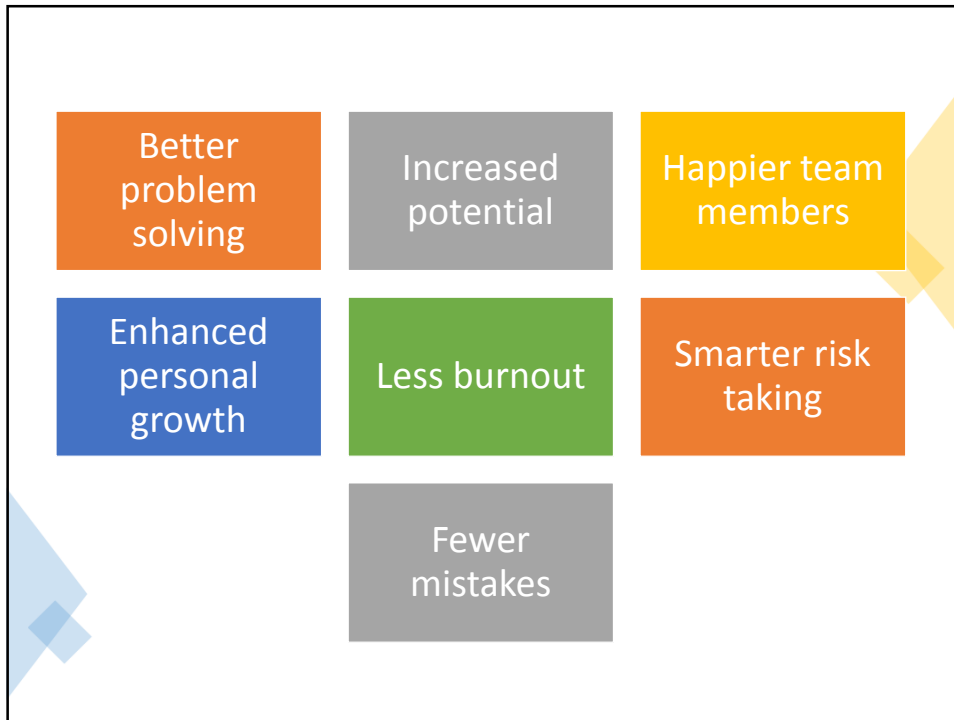 Better
problem
solving
Increased
potential
Happier team
members
Enhanced
personal
growth
Less burnout
Smarter risk
taking
Fewer
mistakes